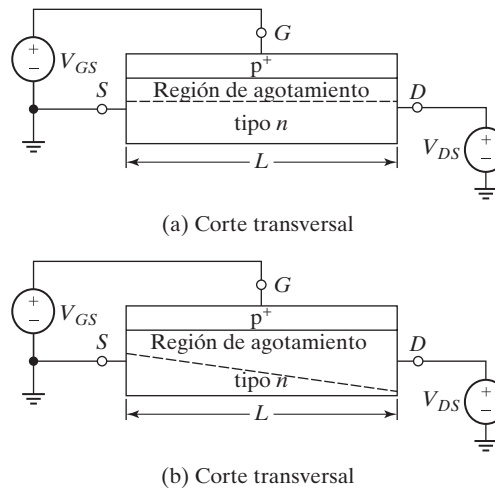 G
+
V_GS
−
p⁺
Región de agotamiento
S
D
tipo n
+
V_DS
−
L
(a) Corte transversal
G
+
V_GS
−
p⁺
Región de agotamiento
S
D
tipo n
+
V_DS
−
L
(b) Corte transversal